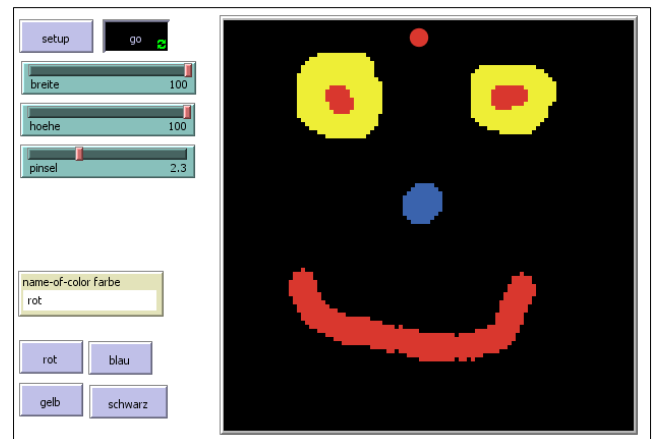 setup
go
breite
100
hoehe
100
pinsel
2.3
name-of-color farbe
rot
rot
blau
gelb
schwarz